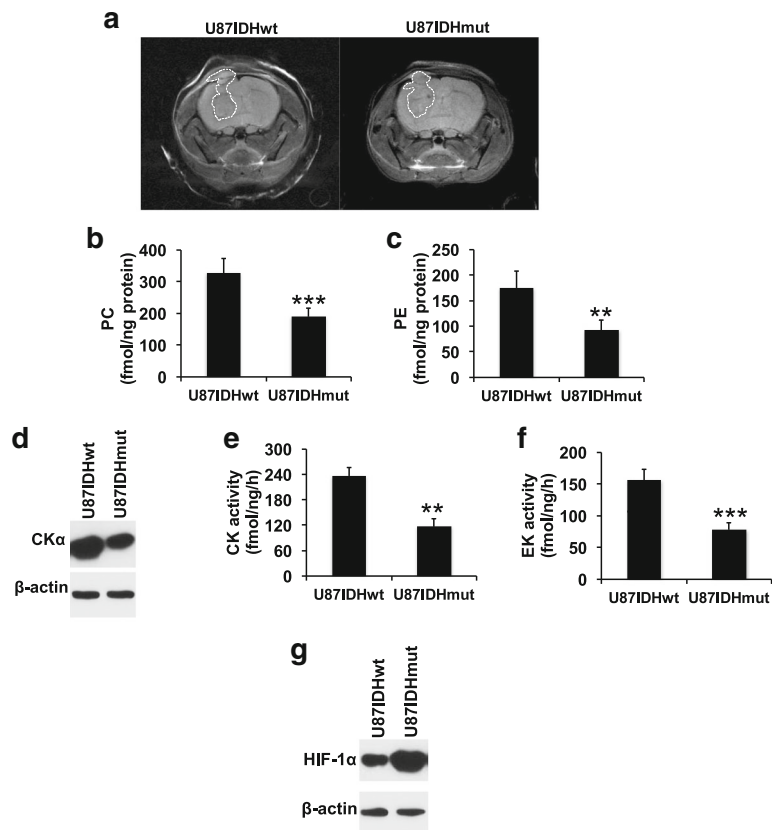 a
U87IDHwt U87IDHmut
b
PC
(fmol/ng protein)
400
300
200
100
0
***
U87IDHwt U87IDHmut
c
PE
(fmol/ng protein)
250
200
150
100
50
0
**
U87IDHwt U87IDHmut
d
U87IDHwt
U87IDHmut
CKα
β-actin
e
CK activity
(fmol/ng/h)
300
240
180
120
60
0
**
U87IDHwt U87IDHmut
f
EK activity
(fmol/ng/h)
200
150
100
50
0
***
U87IDHwt U87IDHmut
g
U87IDHwt
U87IDHmut
HIF-1α
β-actin